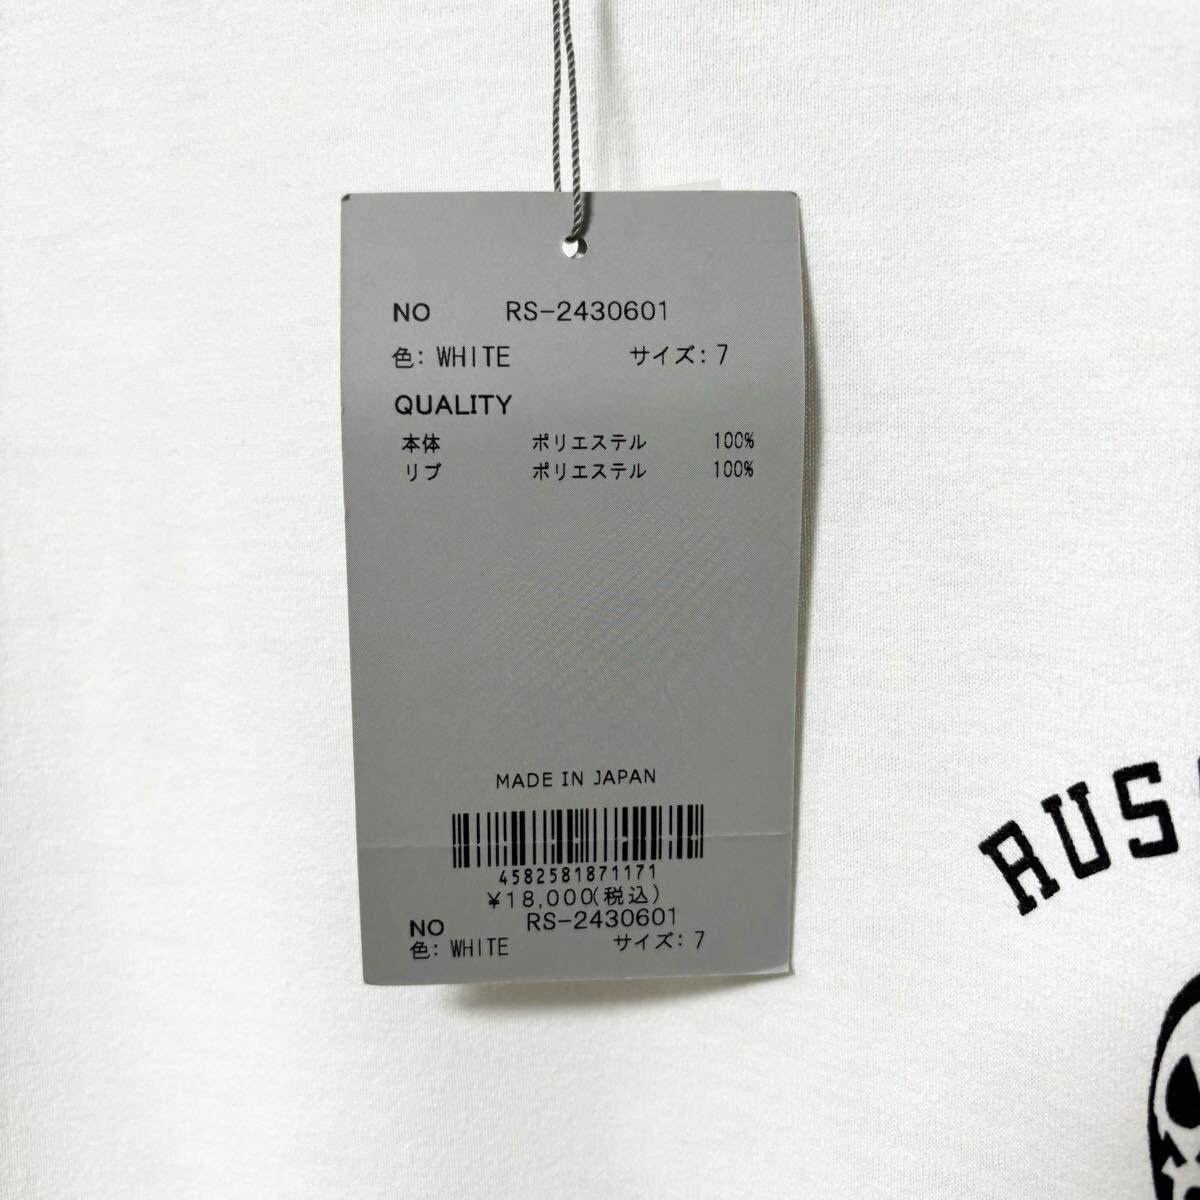 NO RS-2430601
色: WHITE サイズ: 7
QUALITY
本体 ポリエステル 100%
リブ ポリエステル 100%
MADE IN JAPAN
4582581871171
¥18,000(税込)
NO RS-2430601
色: WHITE サイズ: 7
RUS